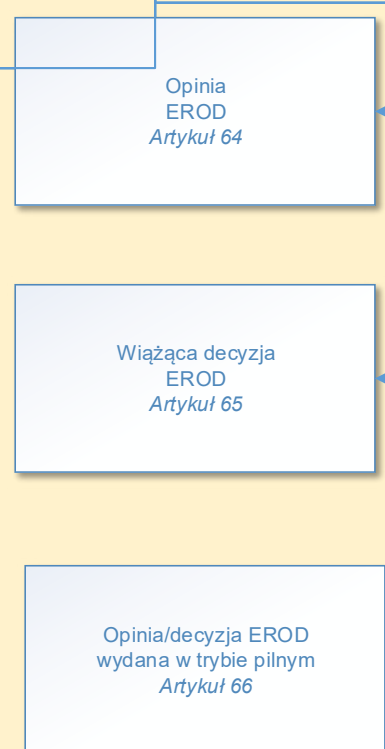 Opinia
EROD
Artykuł 64
Wiążąca decyzja
EROD
Artykuł 65
Opinia/decyzja EROD
wydana w trybie pilnym
Artykuł 66